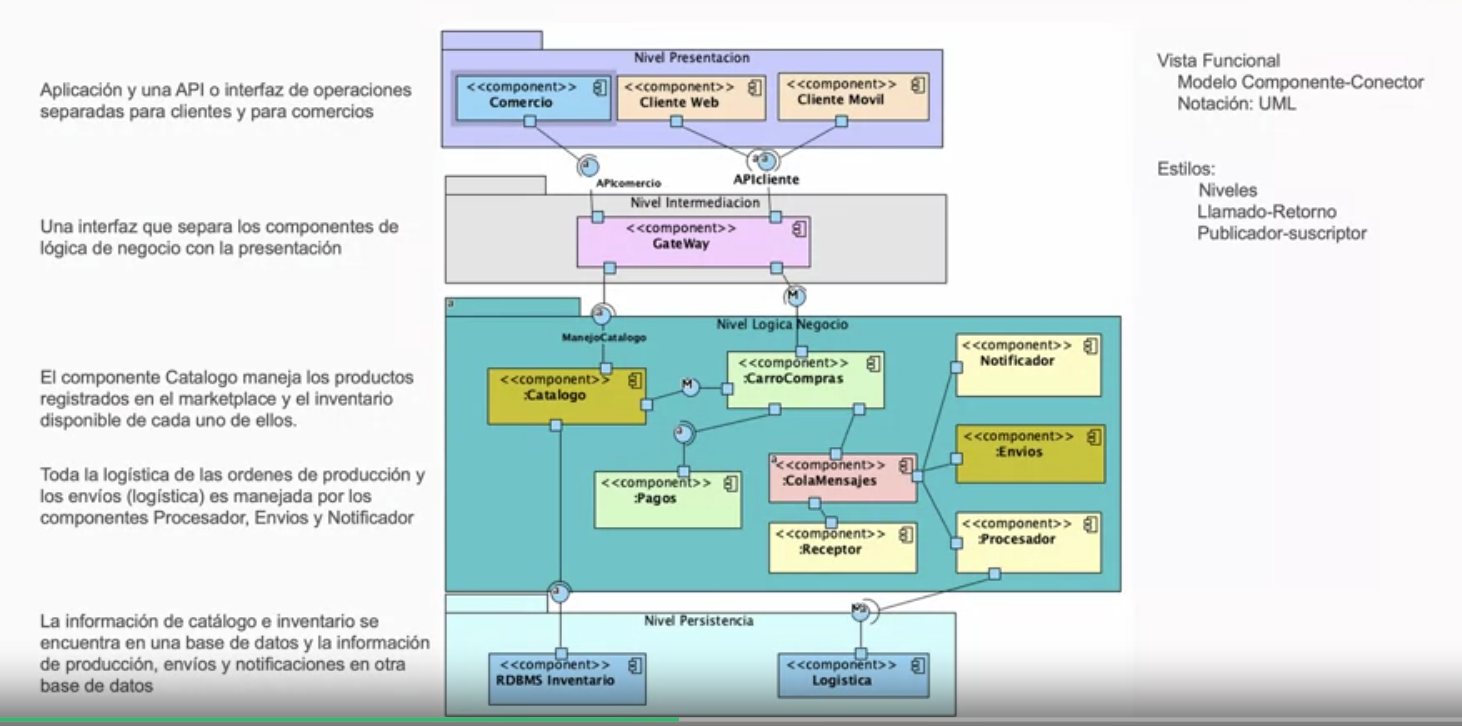 Aplicación y una API o interfaz de operaciones
separadas para clientes y para comercios
Una interfaz que separa los componentes de
lógica de negocio con la presentación
El componente Catalogo maneja los productos
registrados en el marketplace y el inventario
disponible de cada uno de ellos.
Toda la logística de las ordenes de producción y
los envíos (logística) es manejada por los
componentes Procesador, Envios y Notificador
La información de catálogo e inventario se
encuentra en una base de datos y la información
de producción, envíos y notificaciones en otra
base de datos
Nivel Presentacion
<<component>>
Comercio
<<component>>
Cliente Web
<<component>>
Cliente Movil
a
a a
APIcomercio
APIcliente
Nivel Intermediacion
<<component>>
GateWay
a
M
a
Nivel Logica Negocio
ManejoCatalogo
<<component>>
:Catalogo
M
<<component>>
:CarroCompras
<<component>>
Notificador
a
<<component>>
:Pagos
a
<<component>>
:ColaMensajes
<<component>>
:Envios
<<component>>
:Receptor
<<component>>
:Procesador
a
Ma
Nivel Persistencia
<<component>>
RDBMS Inventario
<<component>>
Logistica
Vista Funcional
Modelo Componente-Conector
Notación: UML
Estilos:
Niveles
Llamado-Retorno
Publicador-suscriptor